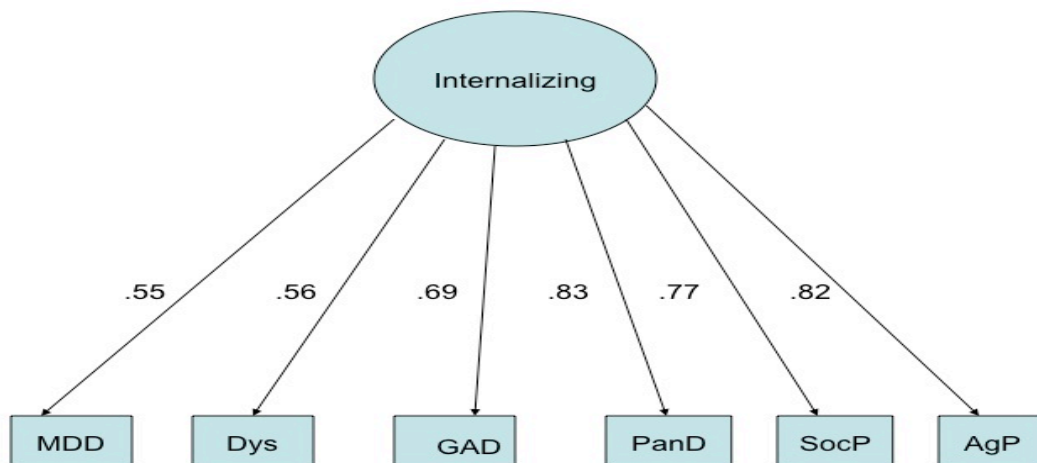 Internalizing
.55 .56 .69 .83 .77 .82
MDD Dys GAD PanD SocP AgP